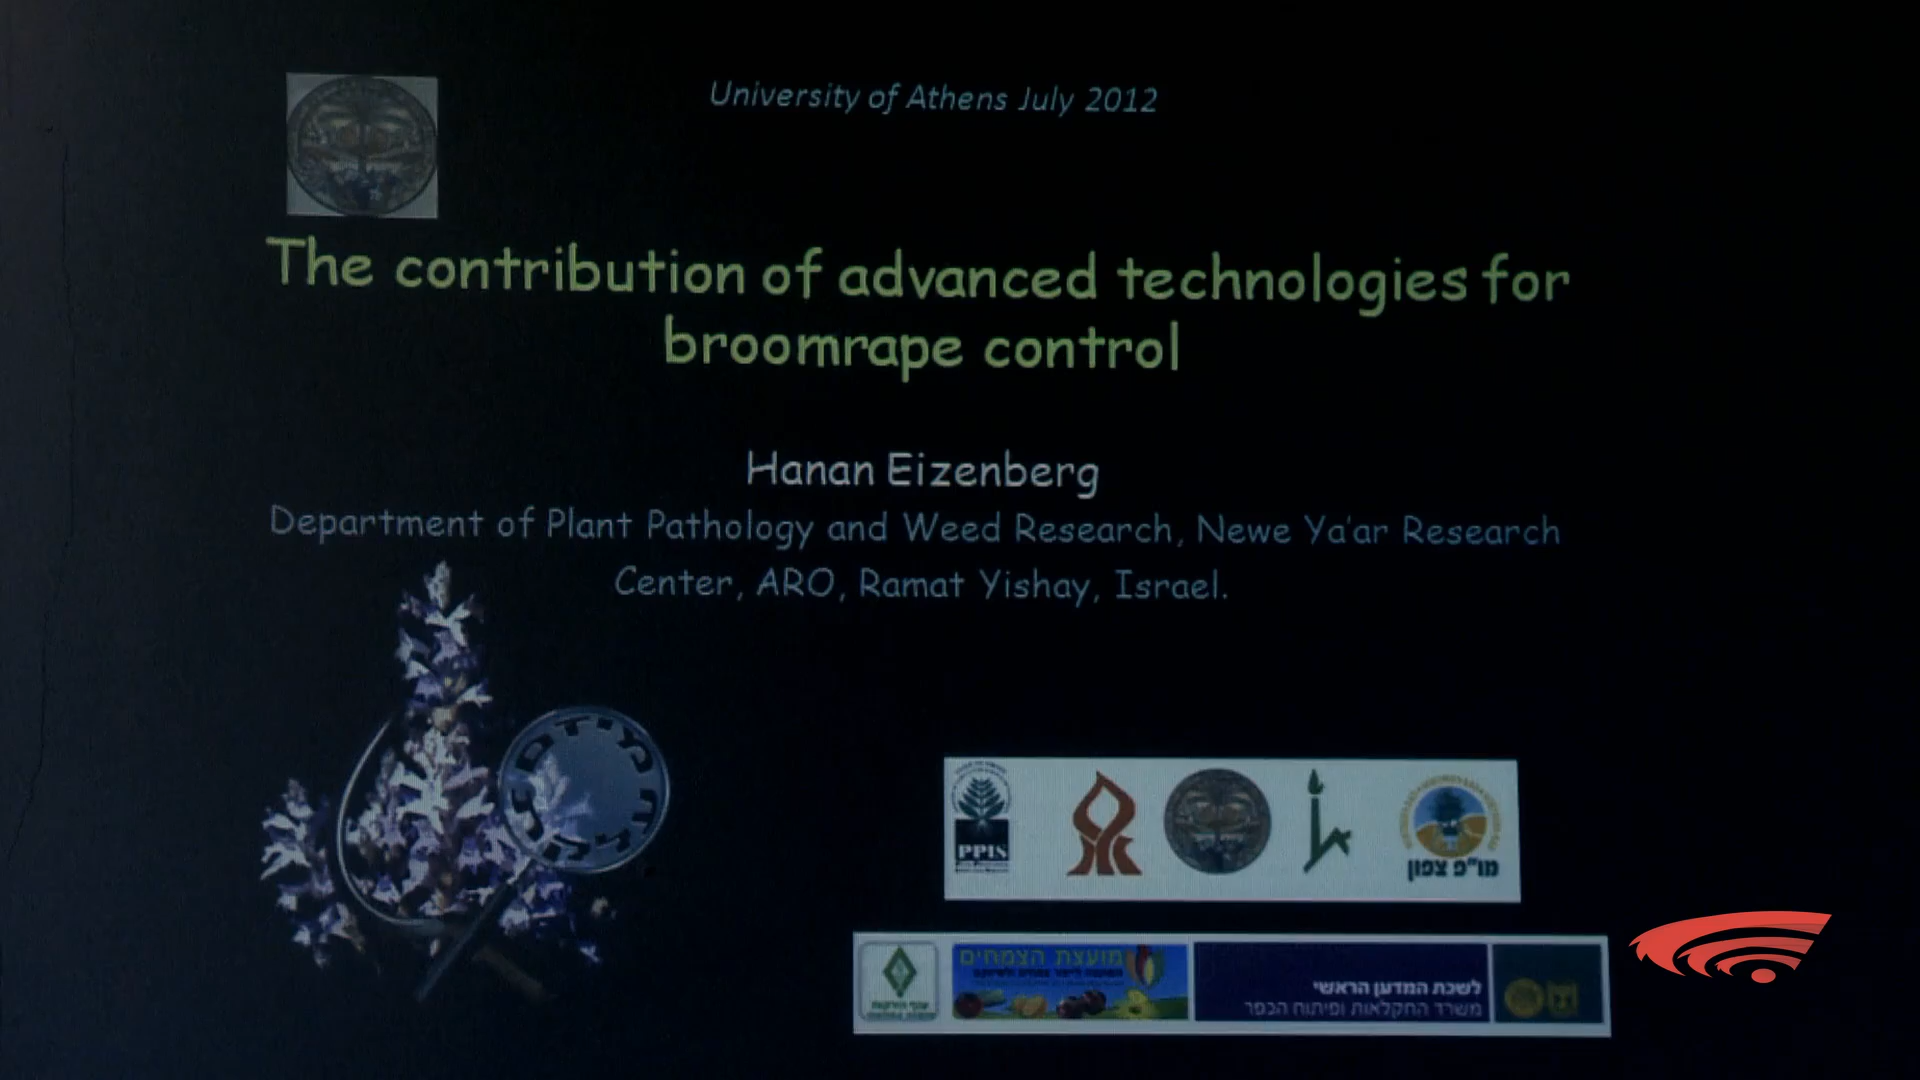 University of Athens July 2012
The contribution of advanced technologies for
broomrape control
Hanan Eizenberg
Department of Plant Pathology and Weed Research, Newe Ya'ar Research
Center, ARO, Ramat Yishay, Israel.
PPIS
מו"פ צפון
מועצת הצמחים
לשכת המדען הראשי
משרד החקלאות ופיתוח הכפר